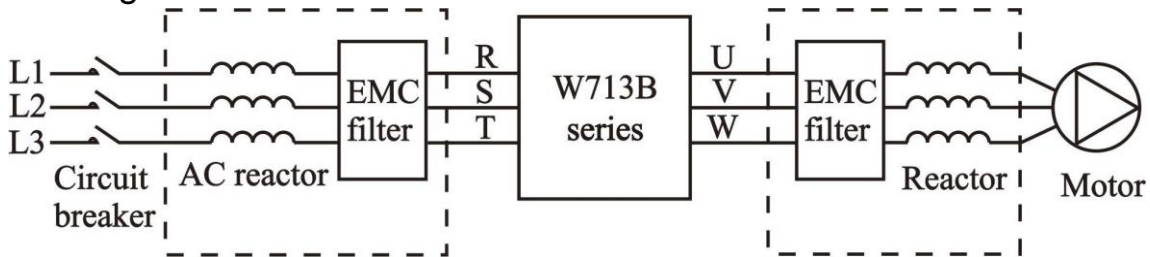 L1
L2
L3
Circuit
breaker
AC reactor
EMC
filter
R
S
T
W713B
series
U
V
W
EMC
filter
Reactor
Motor